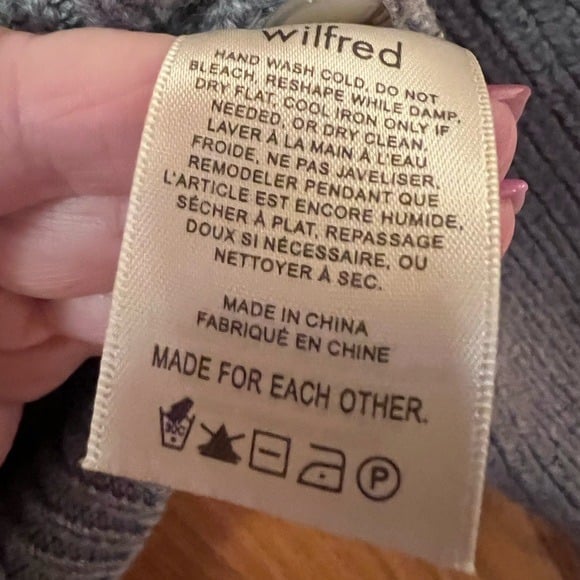 wilfred
HAND WASH COLD, DO NOT
BLEACH, RESHAPE WHILE DAMP,
DRY FLAT, COOL IRON ONLY IF
NEEDED, OR DRY CLEAN.
LAVER À LA MAIN À L'EAU
FROIDE, NE PAS JAVELISER,
REMODELER PENDANT QUE
L'ARTICLE EST ENCORE HUMIDE,
SÉCHER À PLAT, REPASSAGE
DOUX SI NÉCESSAIRE, OU
NETTOYER À SEC.
MADE IN CHINA
FABRIQUÉ EN CHINE
MADE FOR EACH OTHER.
30C P